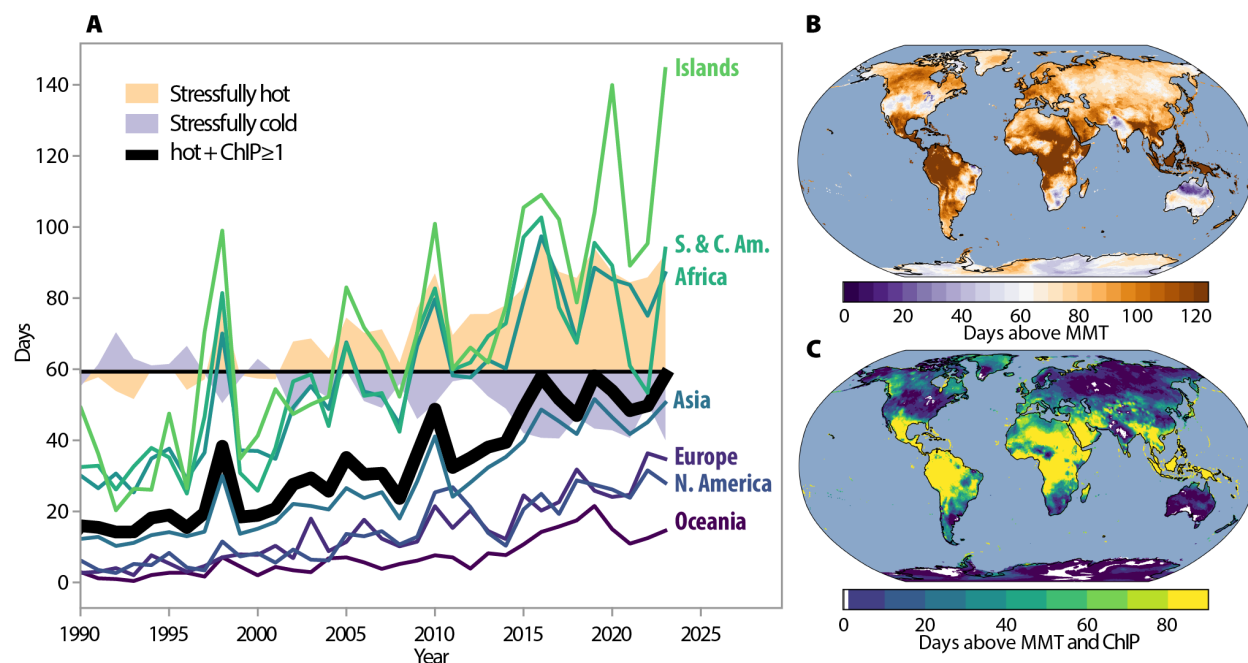 A
Stressfully hot
Stressfully cold
hot + ChIP≥1
Days
140
120
100
80
60
40
20
0
1990
1995
2000
2005
2010
2015
2020
2025
Year
Islands
S. & C. Am.
Africa
Asia
Europe
N. America
Oceania
B
0 20 40 60 80 100 120
Days above MMT
C
0 20 40 60 80
Days above MMT and ChIP